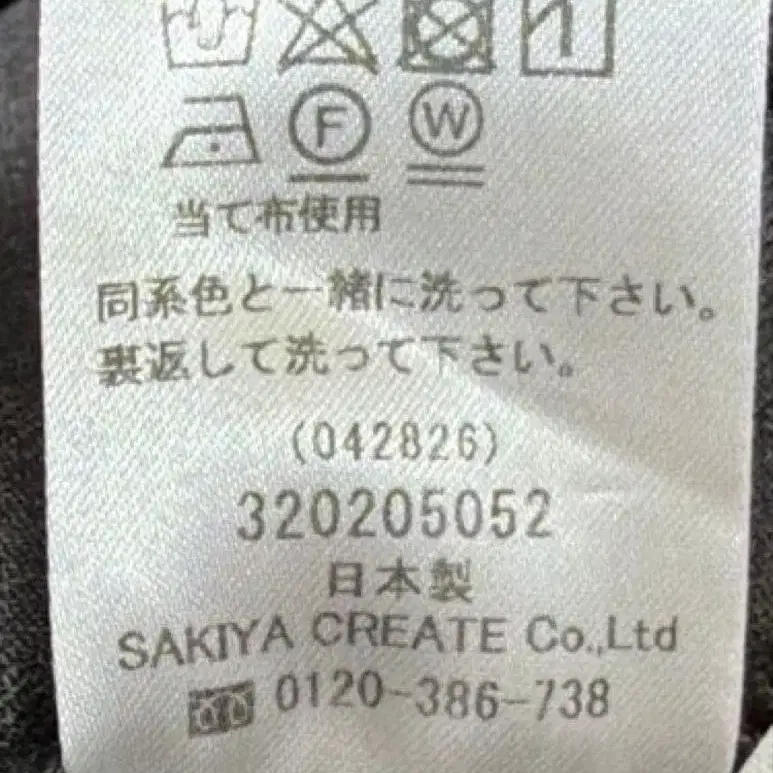 F W
当て布使用
同系色と一緒に洗って下さい。
裏返して洗って下さい。
(042826)
320205052
日本製
SAKIYA CREATE Co.,Ltd
0120-386-738